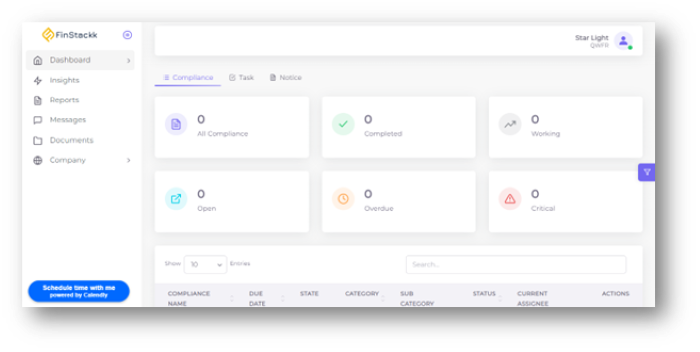 FinStackk
Dashboard
Insights
Reports
Messages
Documents
Company
Schedule time with me
powered by Calendly
Star Light
QWFR
Compliance
Task
Notice
0
All Compliance
0
Completed
0
Working
0
Open
0
Overdue
0
Critical
Show 10 Entries
Search...
COMPLIANCE NAME
DUE DATE
STATE
CATEGORY
SUB CATEGORY
STATUS
CURRENT ASSIGNEE
ACTIONS